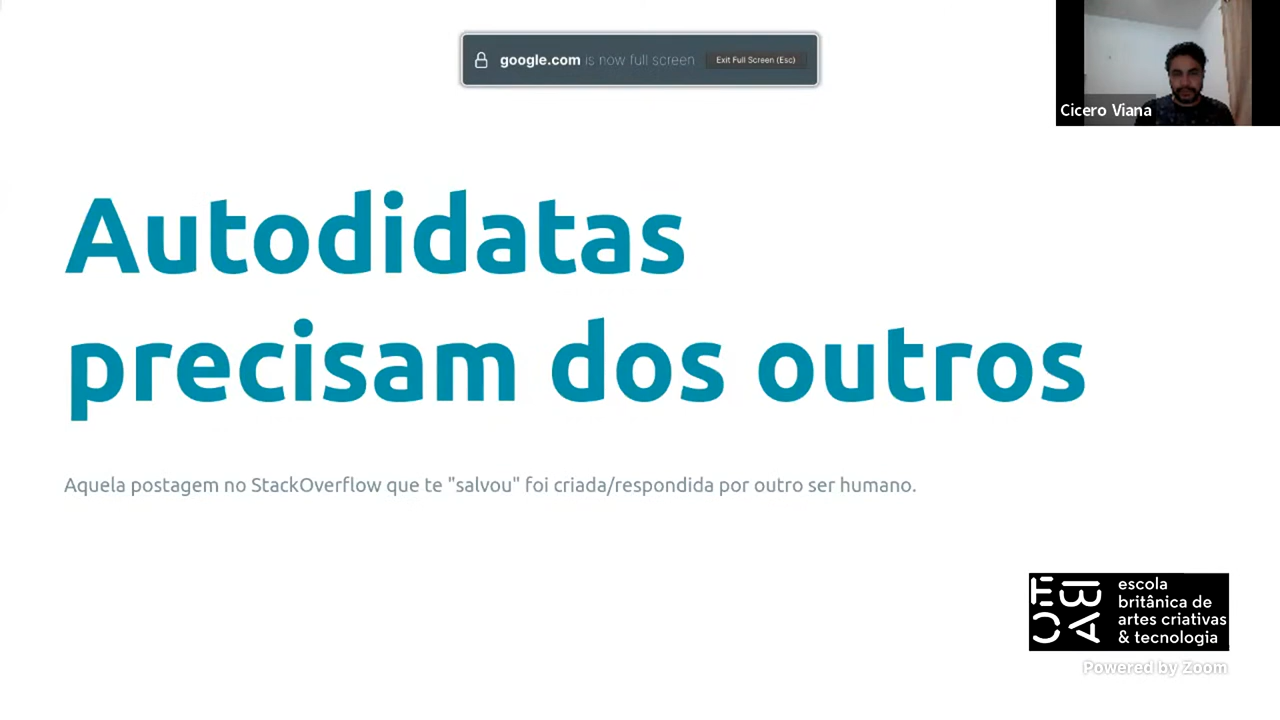 google.com is now full screen Exit Full Screen (Esc)
Cicero Viana
Autodidatas
precisam dos outros
Aquela postagem no StackOverflow que te "salvou" foi criada/respondida por outro ser humano.
escola
britânica de
artes criativas
& tecnologia
Powered by Zoom